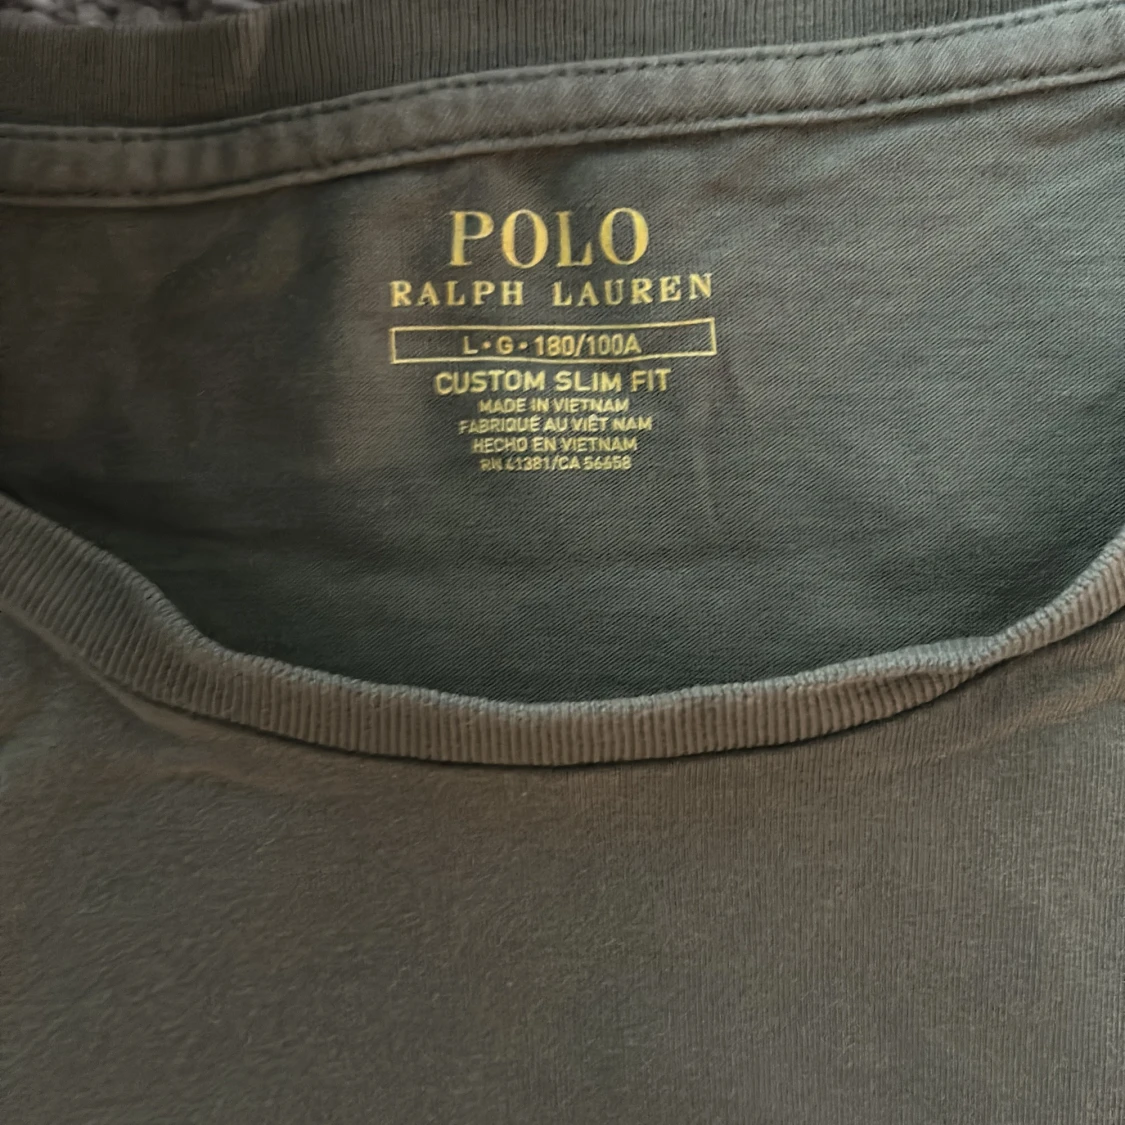 POLO
RALPH LAUREN
L•G•180/100A
CUSTOM SLIM FIT
MADE IN VIETNAM
FABRIQUÉ AU VIÊT NAM
HECHO EN VIETNAM
RN 41381/CA 56658